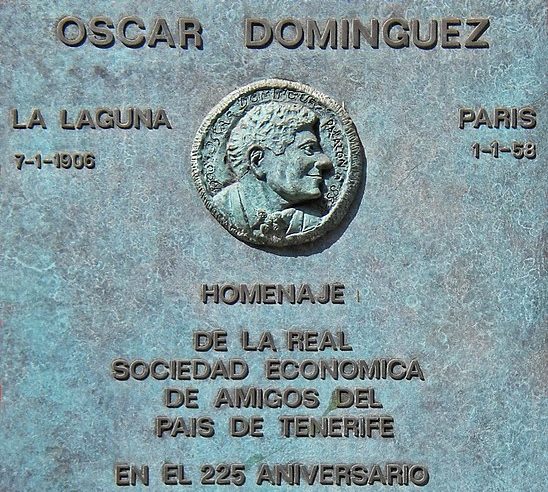 OSCAR DOMINGUEZ
LA LAGUNA
7-1-1906
PARIS
1-1-58
HOMENAJE
DE LA REAL
SOCIEDAD ECONOMICA
DE AMIGOS DEL
PAIS DE TENERIFE
EN EL 225 ANIVERSARIO